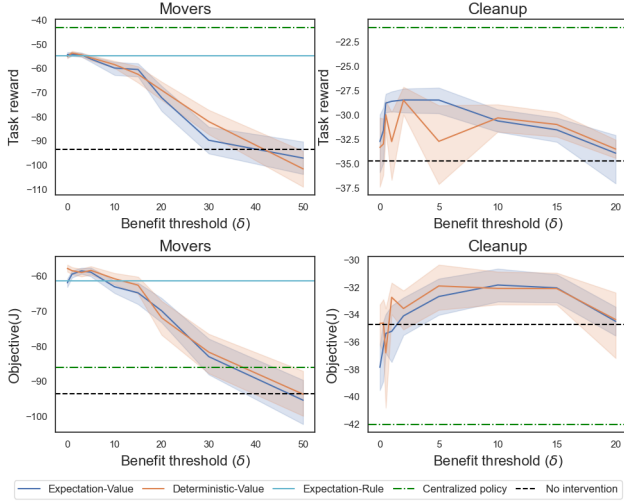 Movers
Cleanup
Task reward
−40
−50
−60
−70
−80
−90
−100
−110
0 10 20 30 40 50
Benefit threshold (δ)
Task reward
−22.5
−25.0
−27.5
−30.0
−32.5
−35.0
−37.5
0 5 10 15 20
Benefit threshold (δ)
Movers
Cleanup
Objective(J)
−60
−70
−80
−90
−100
0 10 20 30 40 50
Benefit threshold (δ)
Objective(J)
−30
−32
−34
−36
−38
−40
−42
0 5 10 15 20
Benefit threshold (δ)
Expectation-Value Deterministic-Value Expectation-Rule Centralized policy No intervention